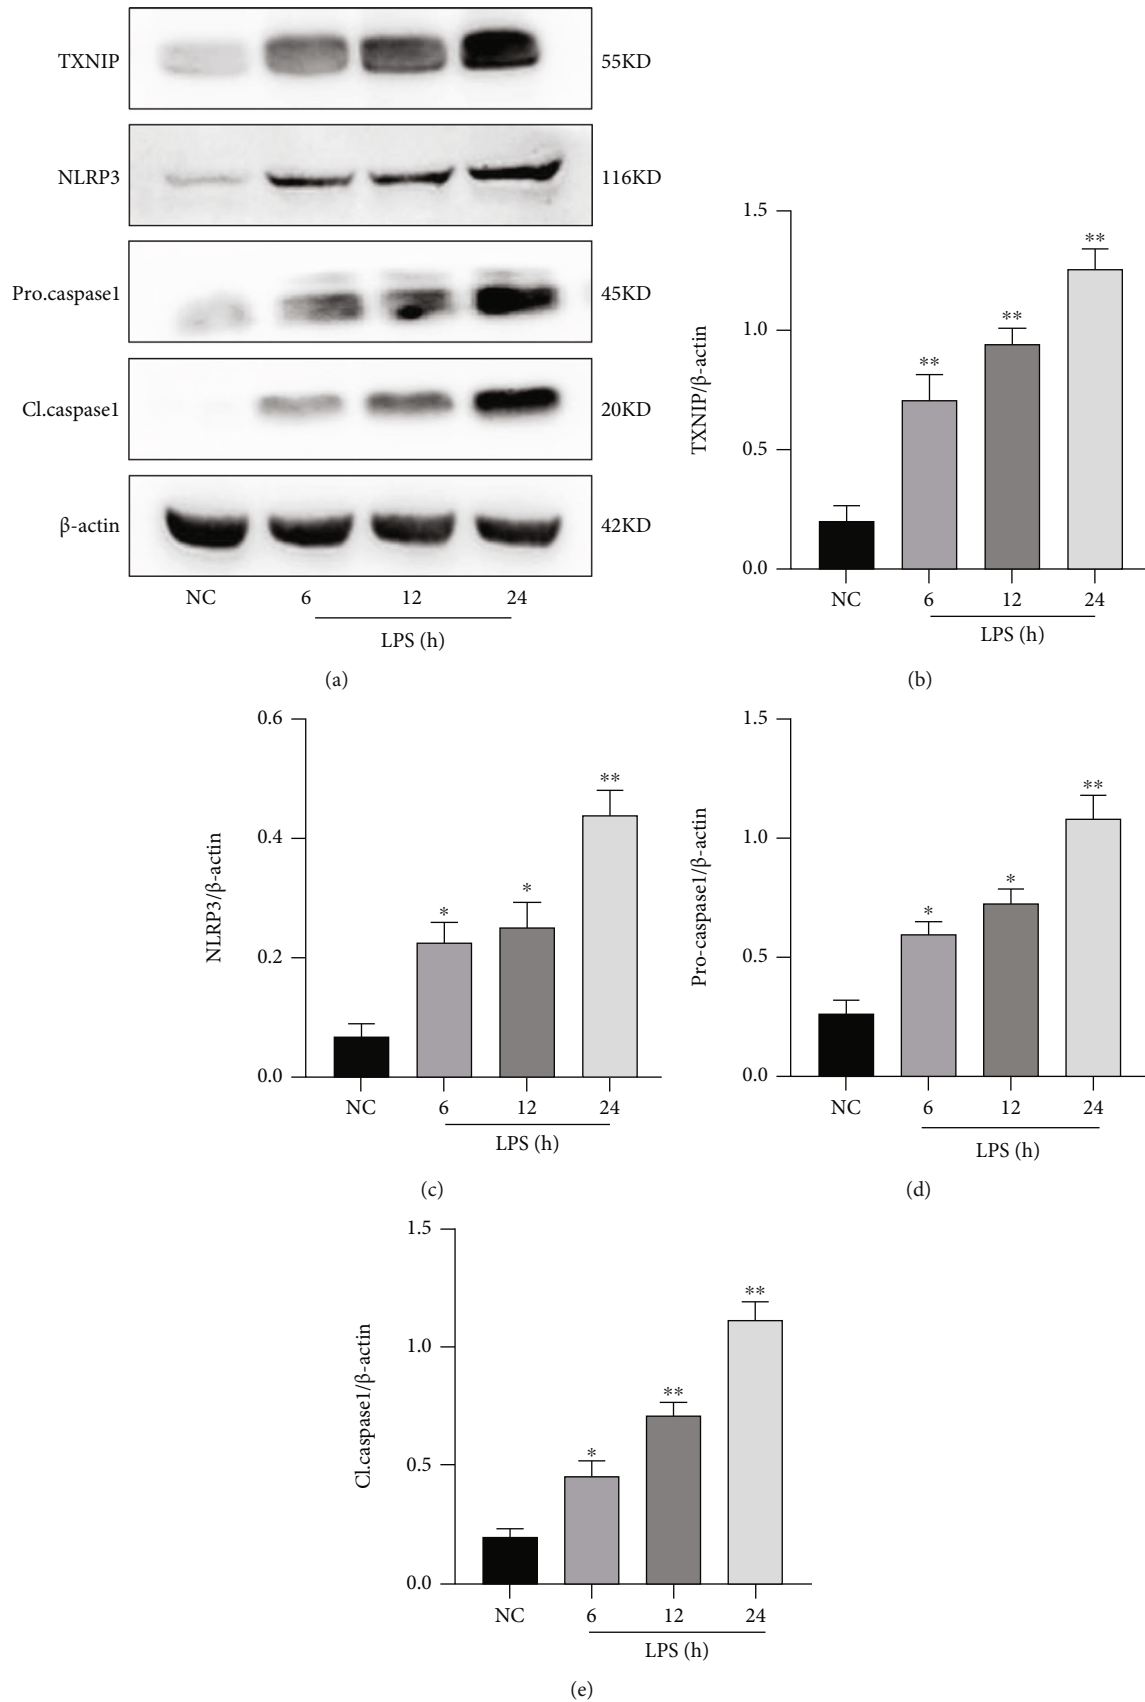 TXNIP 55KD
NLRP3 116KD
Pro.caspase1 45KD
Cl.caspase1 20KD
β-actin 42KD
NC 6 12 24
LPS (h)
(a)
TXNIP/β-actin
1.5
1.0
0.5
0.0
** ** **
NC 6 12 24
LPS (h)
(b)
NLRP3/β-actin
0.6
0.4
0.2
0.0
* * **
NC 6 12 24
LPS (h)
(c)
Pro-caspase1/β-actin
1.5
1.0
0.5
0.0
* * **
NC 6 12 24
LPS (h)
(d)
Cl.caspase1/β-actin
1.5
1.0
0.5
0.0
* ** **
NC 6 12 24
LPS (h)
(e)